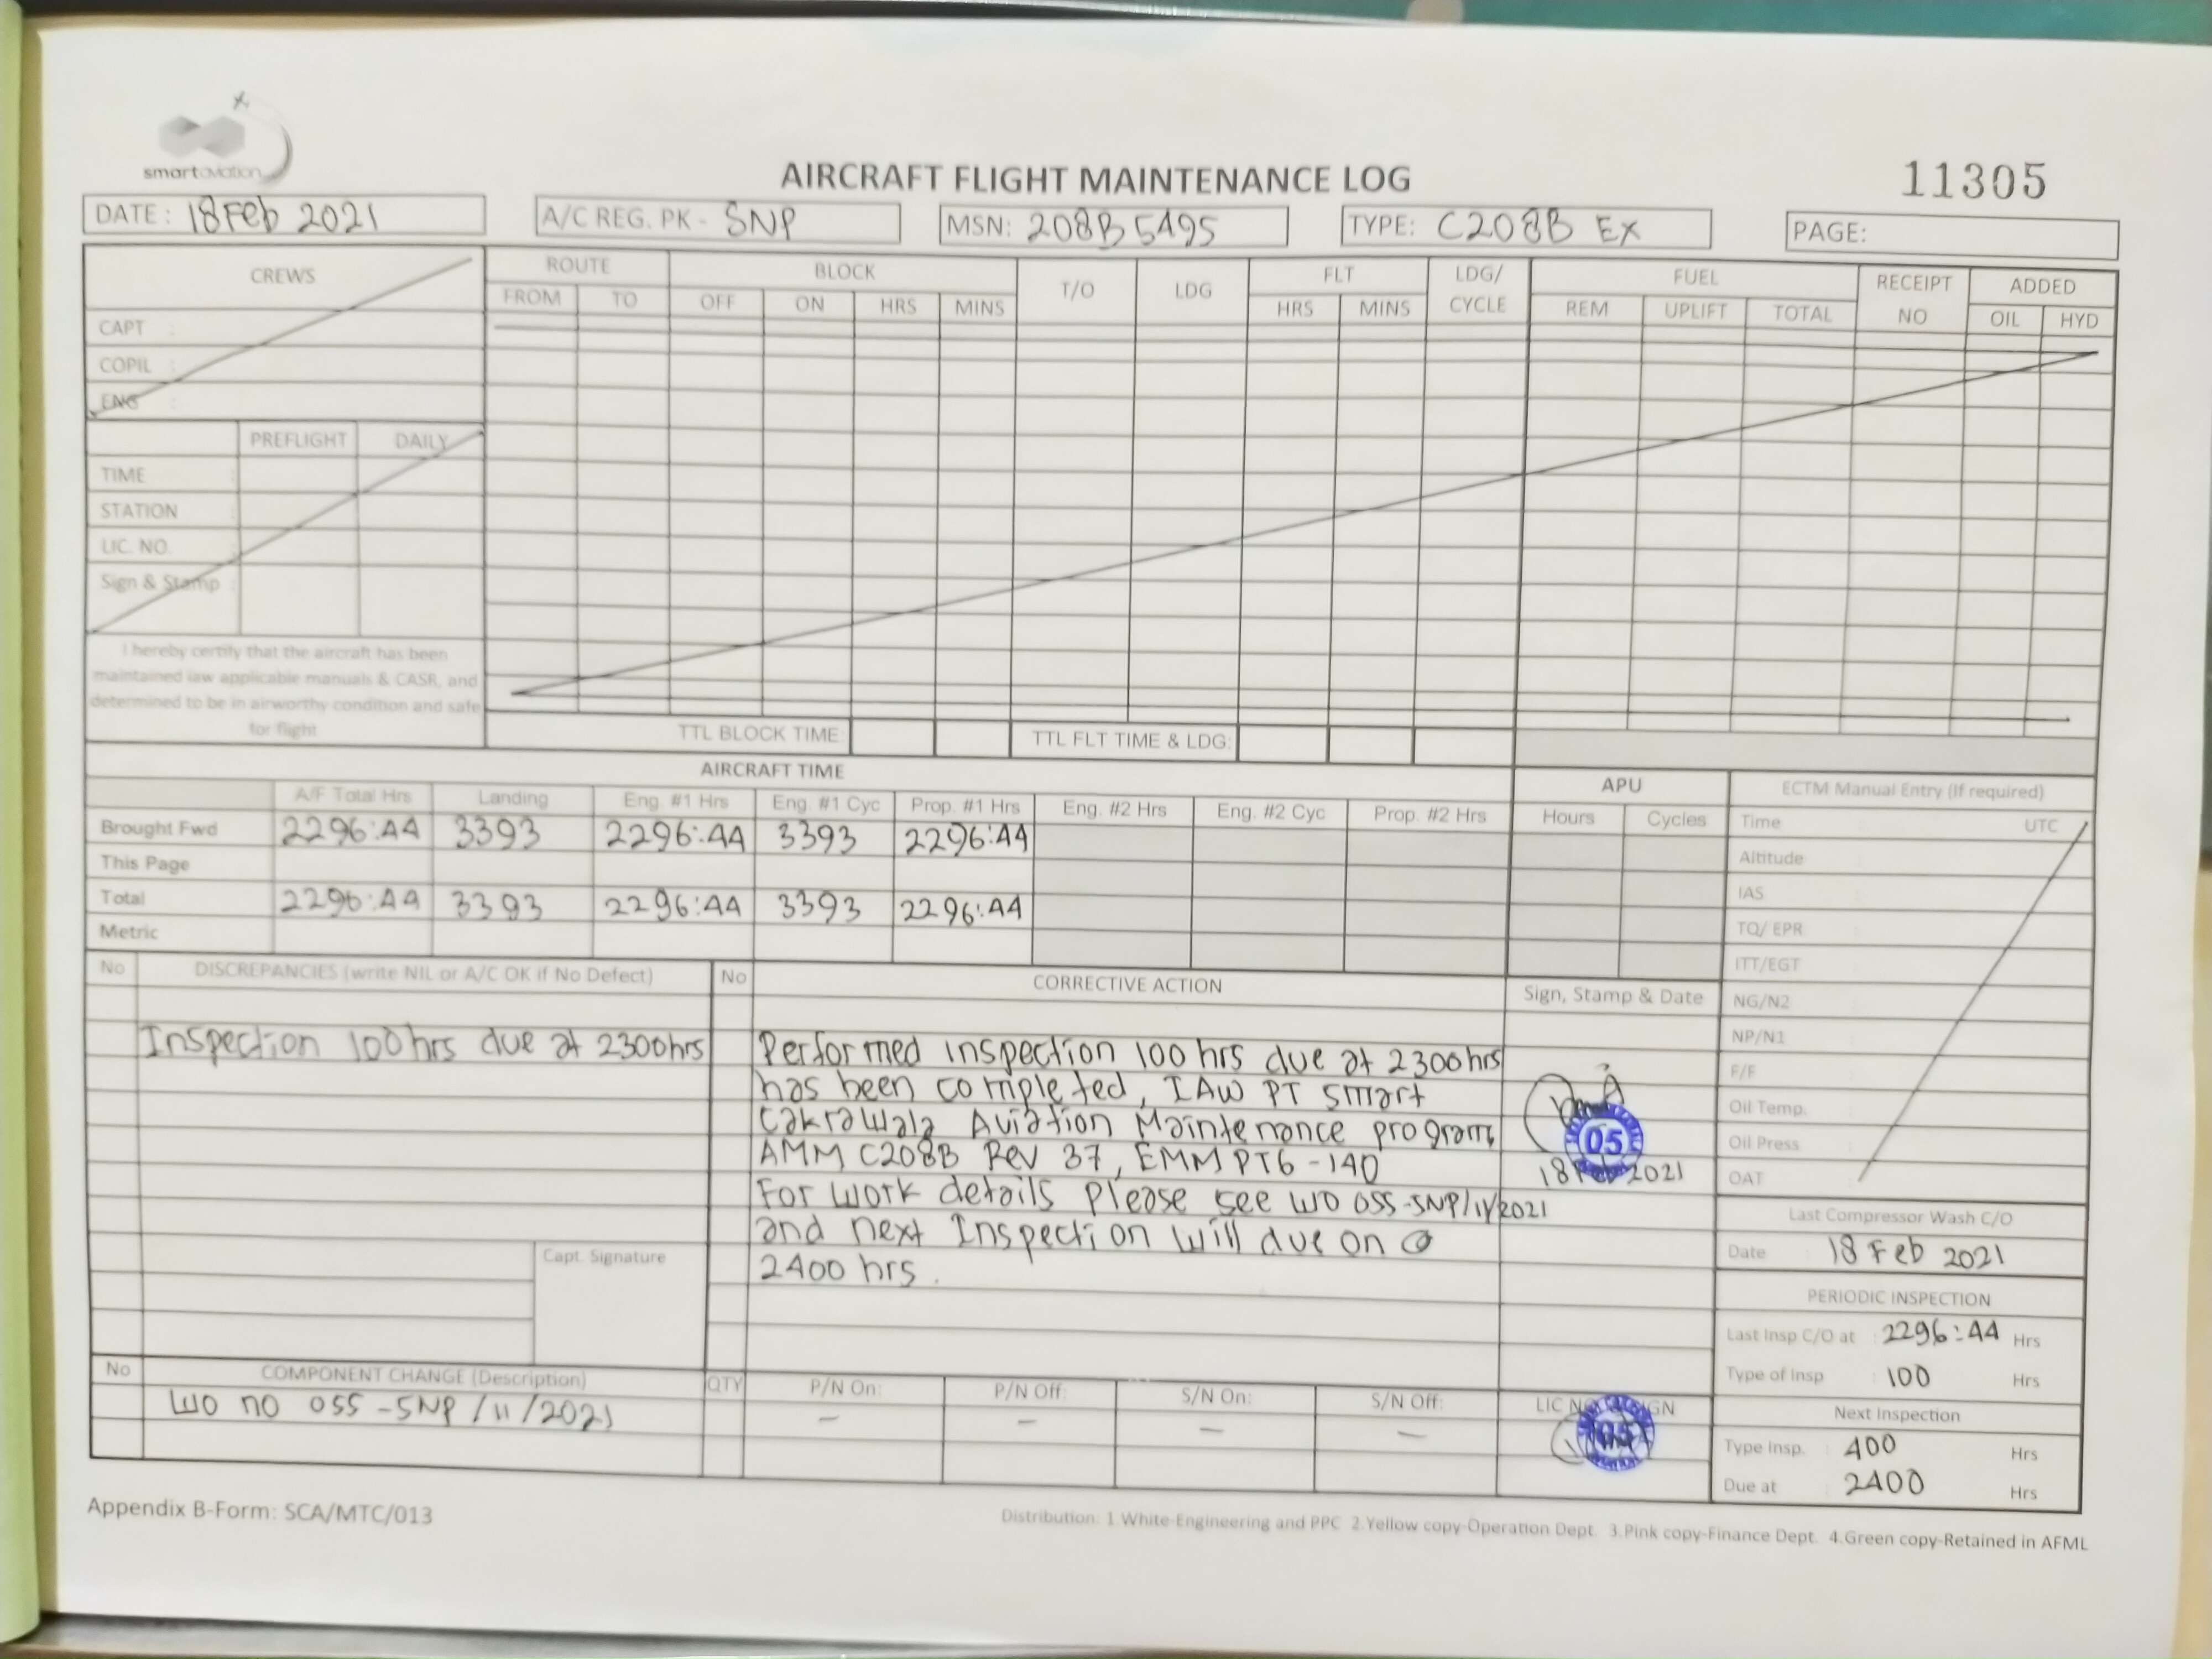 smartaviation
AIRCRAFT FLIGHT MAINTENANCE LOG
11305
DATE: 18 Feb 2021
A/C REG. PK - SNP
MSN: 208B5495
TYPE: C208B EX
PAGE:
CREWS
CAPT :
COPIL :
ENG :
ROUTE BLOCK T/O LDG FLT LDG/ CYCLE FUEL RECEIPT NO ADDED
FROM TO OFF ON HRS MINS HRS MINS REM UPLIFT TOTAL OIL HYD
PREFLIGHT DAILY
TIME :
STATION :
LIC. NO. :
Sign & Stamp :
I hereby certify that the aircraft has been
maintained iaw applicable manuals & CASR, and
determined to be in airworthy condition and safe
for flight
TTL BLOCK TIME TTL FLT TIME & LDG:
AIRCRAFT TIME
A/F Total Hrs Landing Eng. #1 Hrs Eng. #1 Cyc Prop. #1 Hrs Eng. #2 Hrs Eng. #2 Cyc Prop. #2 Hrs
Brought Fwd 2296:44 3393 2296:44 3393 2296:44
This Page
Total 2296:44 3393 2296:44 3393 2296:44
Metric
APU
Hours Cycles
ECTM Manual Entry (If required)
Time UTC
Altitude :
IAS :
TQ/ EPR :
ITT/EGT :
NG/N2 :
NP/N1 :
F/F :
Oil Temp. :
Oil Press :
OAT :
No DISCREPANCIES (write NIL or A/C OK if No Defect)
Inspection 100hrs due at 2300hrs
Capt. Signature
No CORRECTIVE ACTION
Performed inspection 100 hrs due at 2300 hrs
has been completed, IAW PT smart
Cakrawala Aviation Maintenance program,
AMM C208B Rev 37, EMM PT6-140
For work details please see WO 055-SNP/11/2021
and next Inspection will due on @
2400 hrs.
Sign, Stamp & Date
05
18 Feb 2021
Last Compressor Wash C/O
Date : 18 Feb 2021
PERIODIC INSPECTION
Last Insp C/O at : 2296:44 Hrs
Type of Insp : 100 Hrs
Next Inspection
Type Insp. : 400 Hrs
Due at : 2400 Hrs
No COMPONENT CHANGE (Description) QTY P/N On: P/N Off: S/N On: S/N Off: LIC NO & SIGN
WO no 055-SNP/11/2021 - - - -
05
Appendix B-Form: SCA/MTC/013
Distribution: 1.White-Engineering and PPC 2.Yellow copy-Operation Dept. 3.Pink copy-Finance Dept. 4.Green copy-Retained in AFML